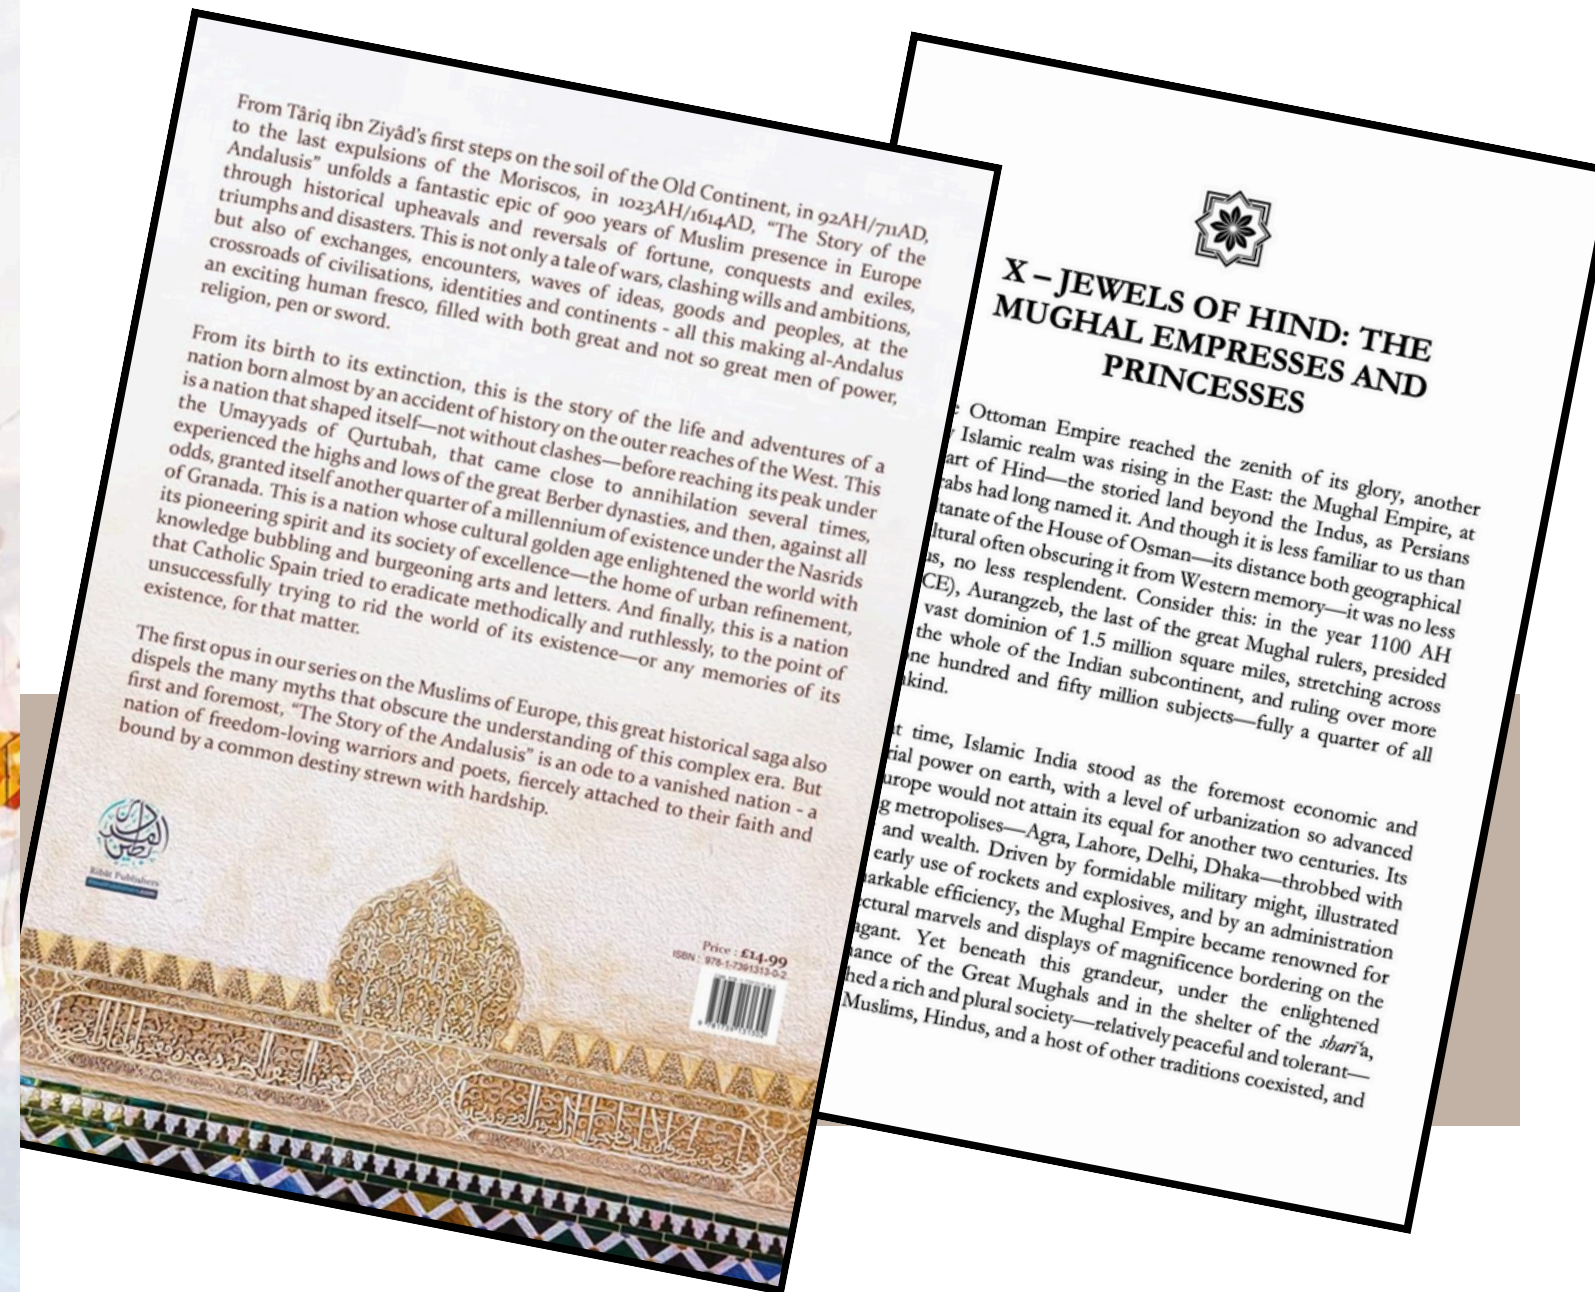 From Târiq ibn Ziyâd's first steps on the soil of the Old Continent, in 92AH/711AD,
to the last expulsions of the Moriscos, in 1023AH/1614AD, “The Story of the
Andalusis” unfolds a fantastic epic of 900 years of Muslim presence in Europe
through historical upheavals and reversals of fortune, conquests and exiles,
triumphs and disasters. This is not only a tale of wars, clashing wills and ambitions,
but also of exchanges, encounters, waves of ideas, goods and peoples, at the
crossroads of civilisations, identities and continents - all this making al-Andalus
an exciting human fresco, filled with both great and not so great men of power,
religion, pen or sword.
From its birth to its extinction, this is the story of the life and adventures of a
nation born almost by an accident of history on the outer reaches of the West. This
is a nation that shaped itself—not without clashes—before reaching its peak under
the Umayyads of Qurtubah, that came close to annihilation several times,
experienced the highs and lows of the great Berber dynasties, and then, against all
odds, granted itself another quarter of a millennium of existence under the Nasrids
of Granada. This is a nation whose cultural golden age enlightened the world with
its pioneering spirit and its society of excellence—the home of urban refinement,
knowledge bubbling and burgeoning arts and letters. And finally, this is a nation
that Catholic Spain tried to eradicate methodically and ruthlessly, to the point of
unsuccessfully trying to rid the world of its existence—or any memories of its
existence, for that matter.
The first opus in our series on the Muslims of Europe, this great historical saga also
dispels the many myths that obscure the understanding of this complex era. But
first and foremost, “The Story of the Andalusis” is an ode to a vanished nation - a
nation of freedom-loving warriors and poets, fiercely attached to their faith and
bound by a common destiny strewn with hardship.
Ribât Publishers
Price : £14.99
ISBN : 978-1-7391313-0-2
X – JEWELS OF HIND: THE
MUGHAL EMPRESSES AND
PRINCESSES
Ottoman Empire reached the zenith of its glory, another
Islamic realm was rising in the East: the Mughal Empire, at
art of Hind—the storied land beyond the Indus, as Persians
rabs had long named it. And though it is less familiar to us than
ltanate of the House of Osman—its distance both geographical
ltural often obscuring it from Western memory—it was no less
us, no less resplendent. Consider this: in the year 1100 AH
CE), Aurangzeb, the last of the great Mughal rulers, presided
vast dominion of 1.5 million square miles, stretching across
the whole of the Indian subcontinent, and ruling over more
ne hundred and fifty million subjects—fully a quarter of all
kind.
t time, Islamic India stood as the foremost economic and
rial power on earth, with a level of urbanization so advanced
urope would not attain its equal for another two centuries. Its
g metropolises—Agra, Lahore, Delhi, Dhaka—throbbed with
and wealth. Driven by formidable military might, illustrated
early use of rockets and explosives, and by an administration
arkable efficiency, the Mughal Empire became renowned for
ctural marvels and displays of magnificence bordering on the
agant. Yet beneath this grandeur, under the enlightened
ance of the Great Mughals and in the shelter of the shari‘a,
hed a rich and plural society—relatively peaceful and tolerant—
Muslims, Hindus, and a host of other traditions coexisted, and